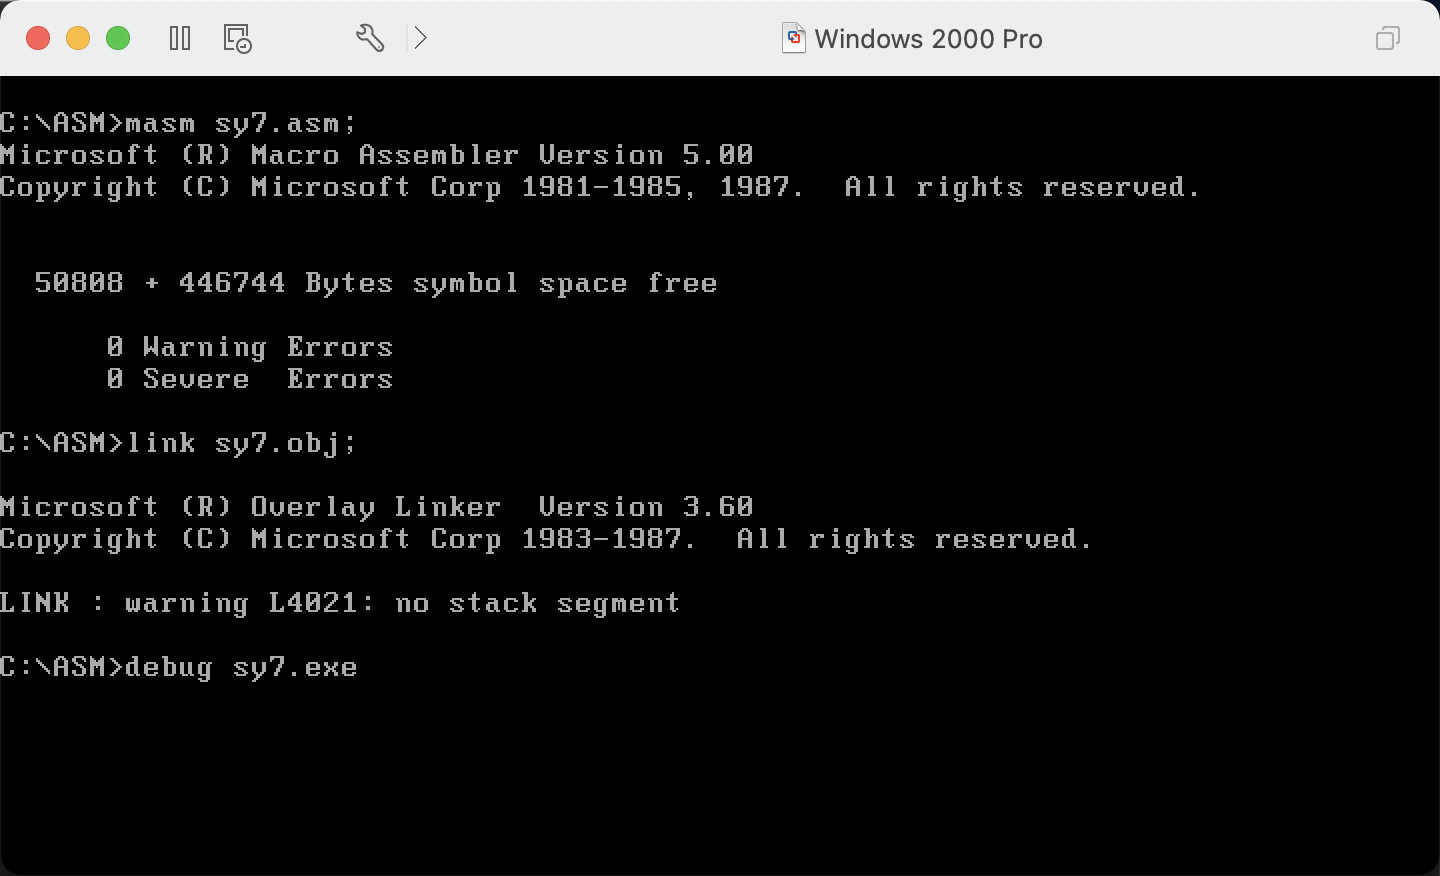 Windows 2000 Pro
C:\ASM>masm sy7.asm;
Microsoft (R) Macro Assembler Version 5.00
Copyright (C) Microsoft Corp 1981-1985, 1987.  All rights reserved.
50808 + 446744 Bytes symbol space free
0 Warning Errors
0 Severe  Errors
C:\ASM>link sy7.obj;
Microsoft (R) Overlay Linker  Version 3.60
Copyright (C) Microsoft Corp 1983-1987.  All rights reserved.
LINK : warning L4021: no stack segment
C:\ASM>debug sy7.exe